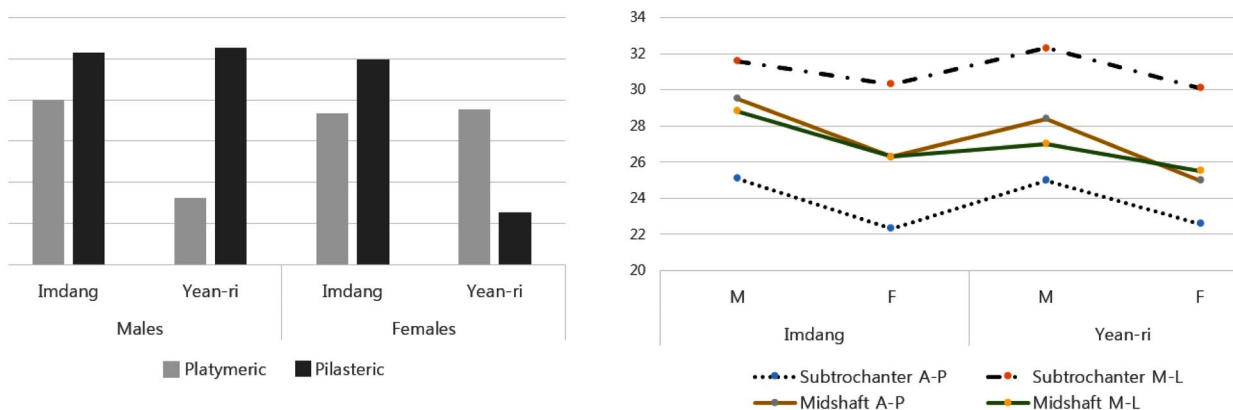 Imdang Yean-ri Imdang Yean-ri
Males Females
Platymeric Pilasteric
34
32
30
28
26
24
22
20
M F M F
Imdang Yean-ri
Subtrochanter A-P Subtrochanter M-L
Midshaft A-P Midshaft M-L